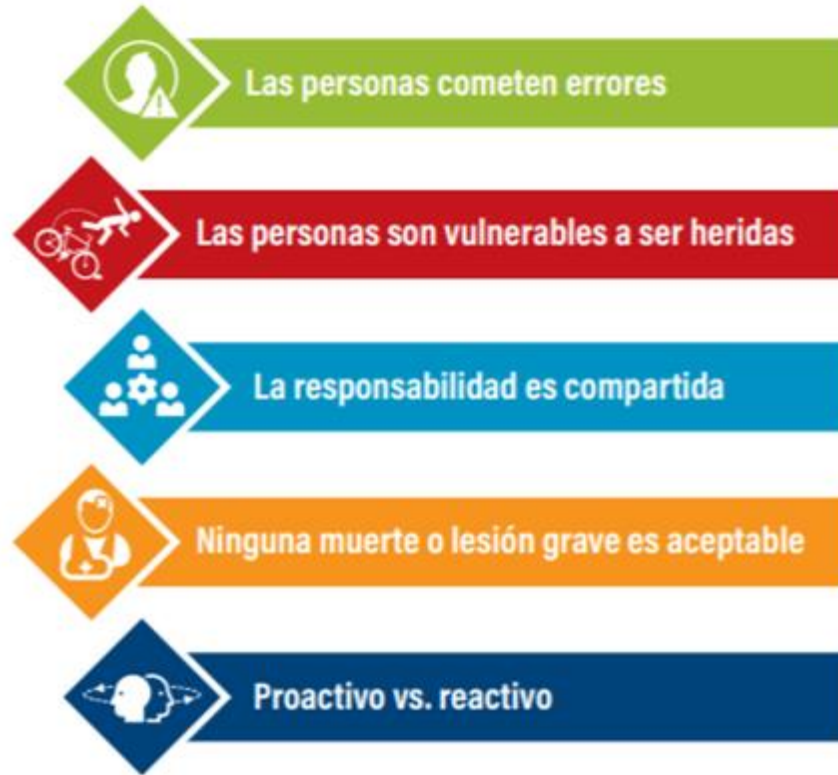 Las personas cometen errores
Las personas son vulnerables a ser heridas
La responsabilidad es compartida
Ninguna muerte o lesión grave es aceptable
Proactivo vs. reactivo